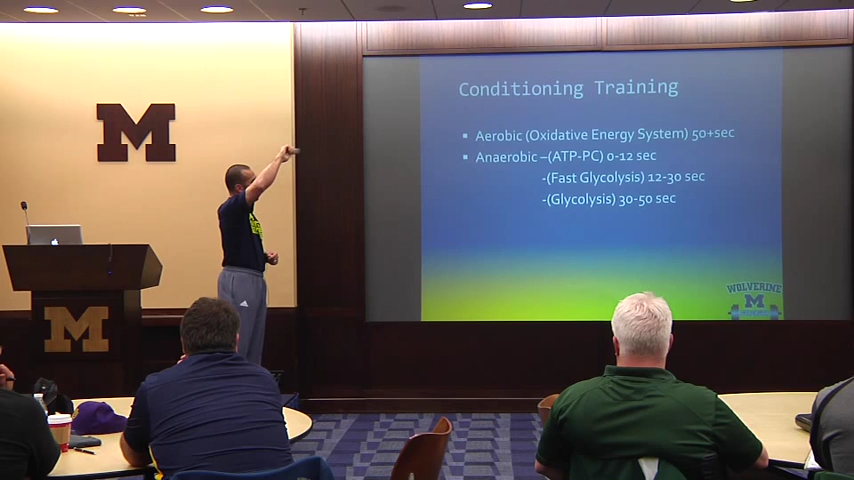 M
M
Conditioning Training
▪ Aerobic (Oxidative Energy System) 50+sec
▪ Anaerobic –(ATP-PC) 0-12 sec
-(Fast Glycolysis) 12-30 sec
-(Glycolysis) 30-50 sec
WOLVERINE
M